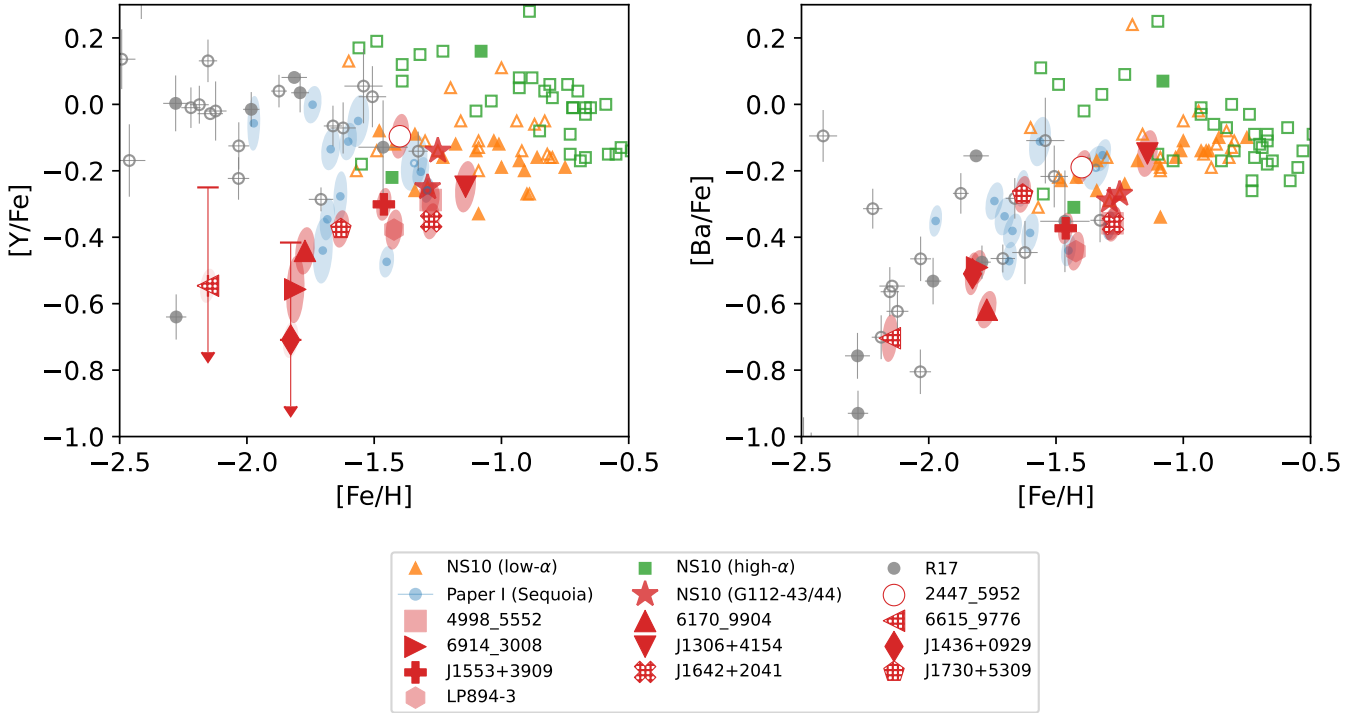 0.2
0.0
−0.2
−0.4
−0.6
−0.8
−1.0
[Y/Fe]
−2.5
−2.0
−1.5
−1.0
−0.5
[Fe/H]
0.2
0.0
−0.2
−0.4
−0.6
−0.8
−1.0
[Ba/Fe]
−2.5
−2.0
−1.5
−1.0
−0.5
[Fe/H]
NS10 (low-α)
NS10 (high-α)
R17
Paper I (Sequoia)
NS10 (G112-43/44)
2447_5952
4998_5552
6170_9904
6615_9776
6914_3008
J1306+4154
J1436+0929
J1553+3909
J1642+2041
J1730+5309
LP894-3